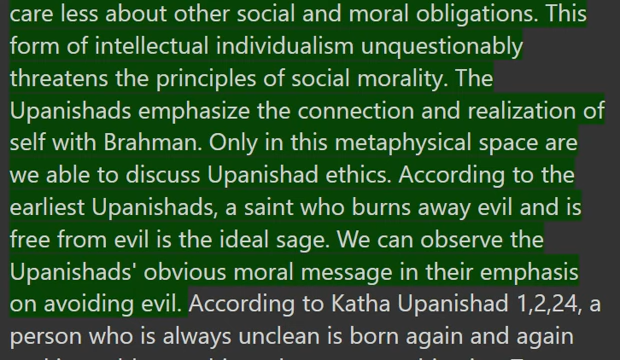 care less about other social and moral obligations. This
form of intellectual individualism unquestionably
threatens the principles of social morality. The
Upanishads emphasize the connection and realization of
self with Brahman. Only in this metaphysical space are
we able to discuss Upanishad ethics. According to the
earliest Upanishads, a saint who burns away evil and is
free from evil is the ideal sage. We can observe the
Upanishads' obvious moral message in their emphasis
on avoiding evil. According to Katha Upanishad 1,2,24, a
person who is always unclean is born again and again